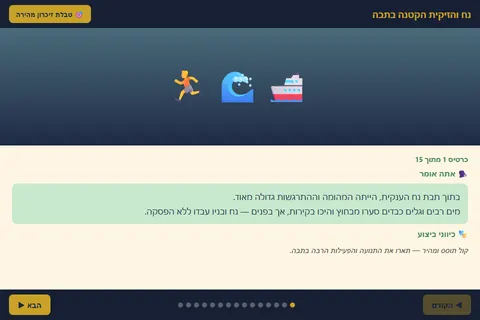 נח והזיקית הקטנה בתבה
טבלת זיכרון מהירה
כרטיס 1 מתוך 15
אתה אומר
בתוך תבת נח הענקית, הייתה המהומה וההתרגשות גדולה מאוד.
מים רבים וגלים כבדים סערו מבחוץ והיכו בקירות, אך בפנים — נח ובניו עבדו ללא הפסקה.
כיווני ביצוע
קול תוסס ומהיר — תארו את התנועה והפעילות הרבה בתבה.
◀ הקודם
הבא ▶